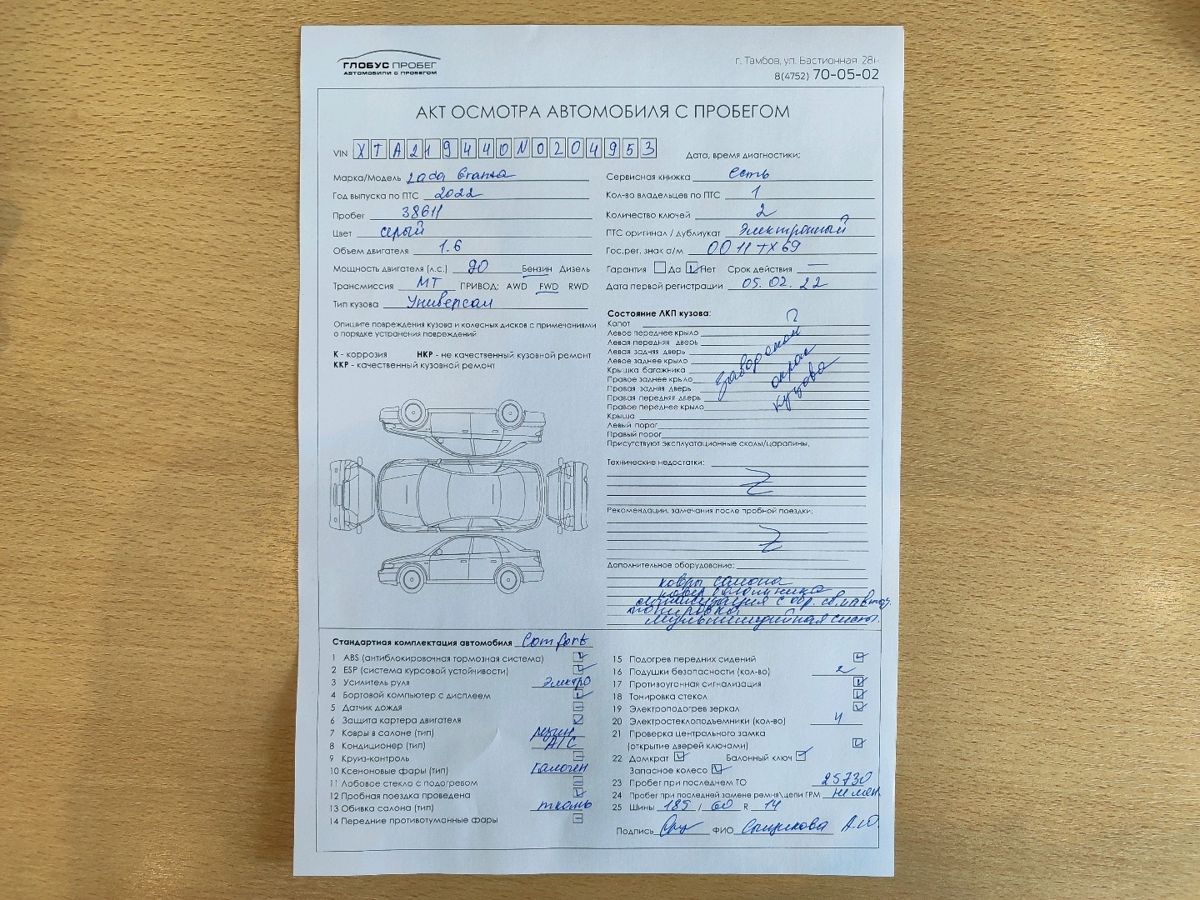 ГЛОБУС ПРОБЕГ
АВТОМОБИЛИ С ПРОБЕГОМ
г. Тамбов, ул. Бастионная 28г
8(4752) 70-05-02
АКТ ОСМОТРА АВТОМОБИЛЯ С ПРОБЕГОМ
VIN XTA219440N0204953
Дата, время диагностики:
Марка/Модель Lada Granta
Год выпуска по ПТС 2022
Пробег 38611
Цвет серый
Объем двигателя 1.6
Мощность двигателя (л.с.) 90 Бензин Дизель
Трансмиссия МТ ПРИВОД: AWD FWD RWD
Тип кузова Универсал
Опишите повреждения кузова и колесных дисков с примечаниями
о порядке устранения повреждений
К - коррозия НКР - не качественный кузовной ремонт
ККР - качественный кузовной ремонт
Сервисная книжка есть
Кол-во владельцев по ПТС 1
Количество ключей 2
ПТС оригинал / дубликат Электронный
Гос.рег. знак а/м
Гарантия Да Нет Срок действия —
Дата первой регистрации 05.02.22
Состояние ЛКП кузова:
Капот
Левое переднее крыло
Левая передняя дверь
Левая задняя дверь
Левое заднее крыло
Крышка багажника
Правое заднее крыло
Правая задняя дверь
Правая передняя дверь
Правое переднее крыло
Крыша
Левый порог
Правый порог
Заводской
окрас
кузова
Присутствуют эксплуатационные сколы/царапины.
Технические недостатки:
Рекомендации, замечания после пробной поездки:
Дополнительное оборудование:
ковры салона
ковер багажника
сигнализация с обр. св. и автоз.
тонировка
мультимедийная сист.
Стандартная комплектация автомобиля Comfort
1 ABS (антиблокировочная тормозная система)
2 ESP (система курсовой устойчивости)
3 Усилитель руля Электро
4 Бортовой компьютер с дисплеем
5 Датчик дождя
6 Защита картера двигателя
7 Ковры в салоне (тип) резин
8 Кондиционер (тип) A/C
9 Круиз-контроль
10 Ксеноновые фары (тип) Галоген
11 Лобовое стекло с подогревом
12 Пробная поездка проведена
13 Обивка салона (тип) ткань
14 Передние противотуманные фары
15 Подогрев передних сидений
16 Подушки безопасности (кол-во) 2
17 Противоугонная сигнализация
18 Тонировка стекол
19 Электроподогрев зеркал
20 Электростеклоподъемники (кол-во) 4
21 Проверка центрального замка
(открытие дверей ключами)
22 Домкрат Балонный ключ
Запасное колесо
23 Пробег при последнем ТО 25730
24 Пробег при последней замене ремня/цепи ГРМ не мен.
25 Шины 185 / 60 R 14
Подпись ФИО А.Ю.